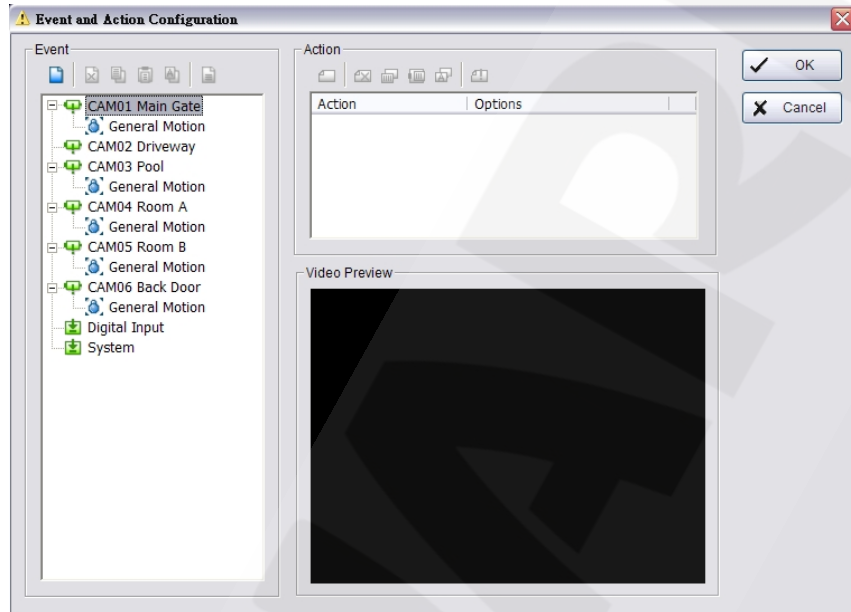 Event and Action Configuration
Event
CAM01 Main Gate
General Motion
CAM02 Driveway
CAM03 Pool
General Motion
CAM04 Room A
General Motion
CAM05 Room B
General Motion
CAM06 Back Door
General Motion
Digital Input
System
Action
Action Options
Video Preview
OK
Cancel